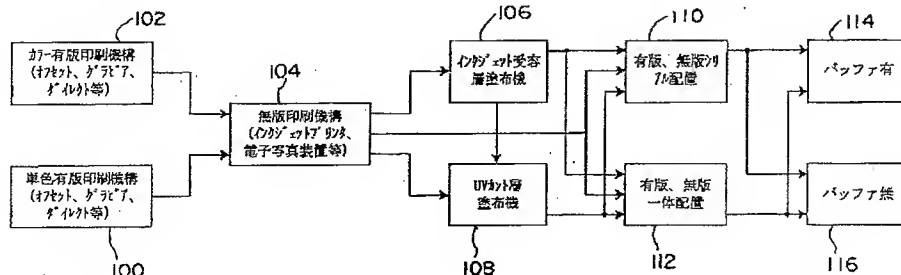 102
カラー有版印刷機構
(オフセット、グラビア、
ダイレクト等)
単色有版印刷機構
(オフセット、グラビア、
ダイレクト等)
100
104
無版印刷機構
(インクジェットプリンタ、
電子写真装置等)
106
インクジェット受容
層塗布機
UVカット層
塗布機
108
110
有版、無版シリ
アル配置
有版、無版
一体配置
112
114
バッファ有
バッファ無
116